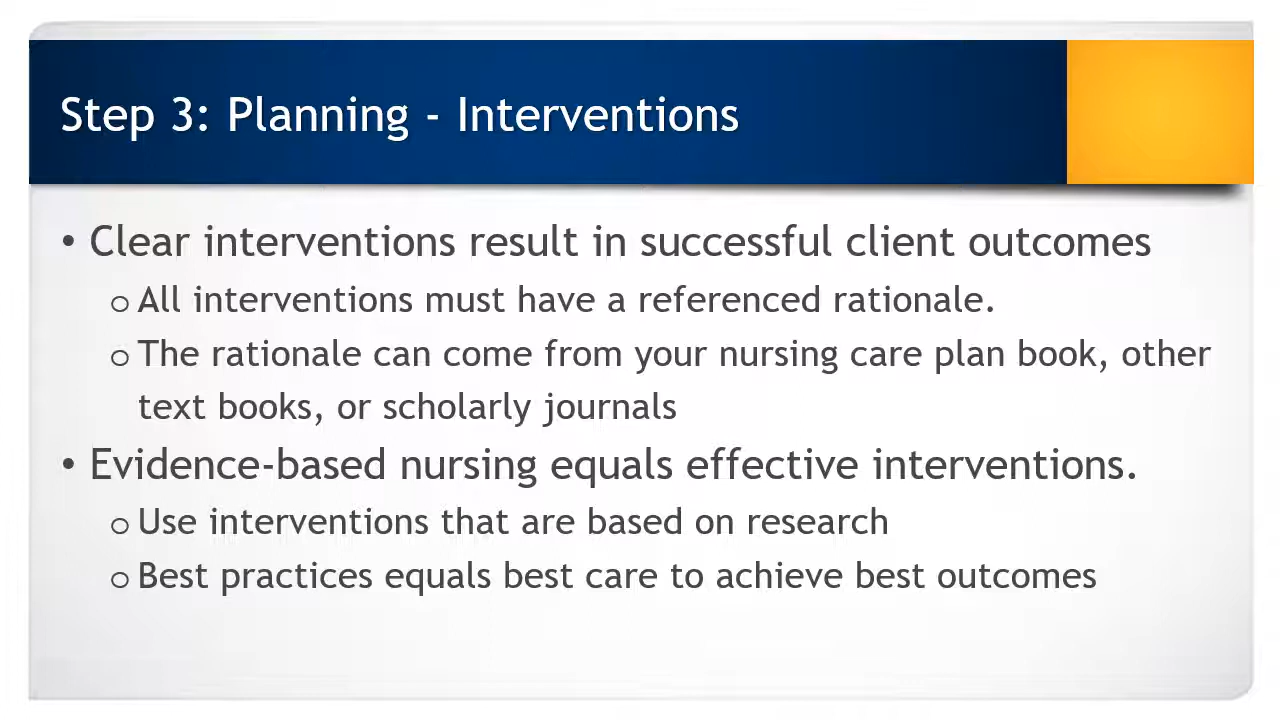 Step 3: Planning - Interventions
• Clear interventions result in successful client outcomes
o All interventions must have a referenced rationale.
o The rationale can come from your nursing care plan book, other
text books, or scholarly journals
• Evidence-based nursing equals effective interventions.
o Use interventions that are based on research
o Best practices equals best care to achieve best outcomes